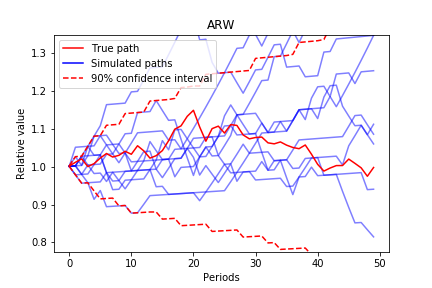 ARW
True path
Simulated paths
90% confidence interval
Relative value
1.3
1.2
1.1
1.0
0.9
0.8
0
10
20
30
40
50
Periods